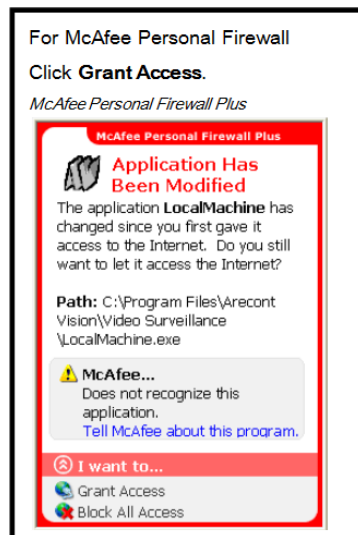 For McAfee Personal Firewall
Click Grant Access.
McAfee Personal Firewall Plus
McAfee Personal Firewall Plus
Application Has
Been Modified
The application LocalMachine has
changed since you first gave it
access to the Internet. Do you still
want to let it access the Internet?
Path: C:\Program Files\Arecont
Vision\Video Surveillance
\LocalMachine.exe
McAfee...
Does not recognize this
application.
Tell McAfee about this program.
I want to...
Grant Access
Block All Access